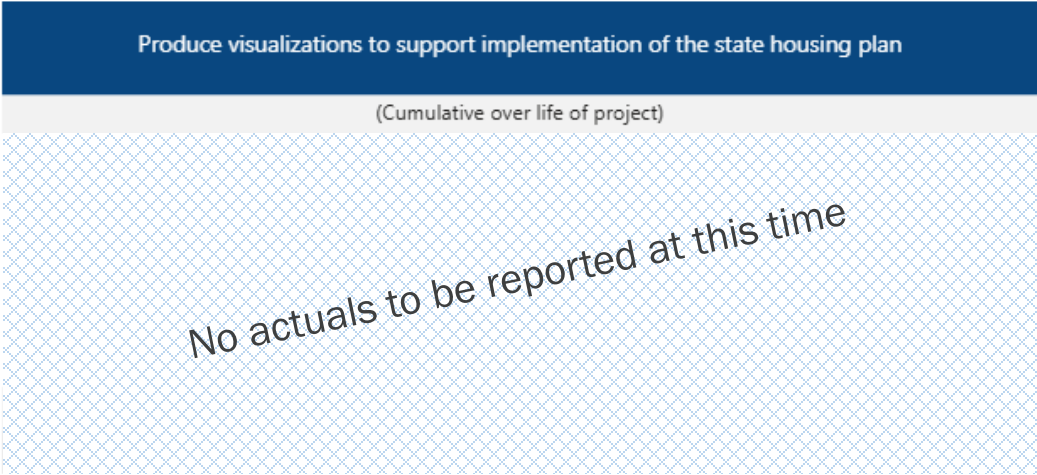 Produce visualizations to support implementation of the state housing plan
(Cumulative over life of project)
No actuals to be reported at this time